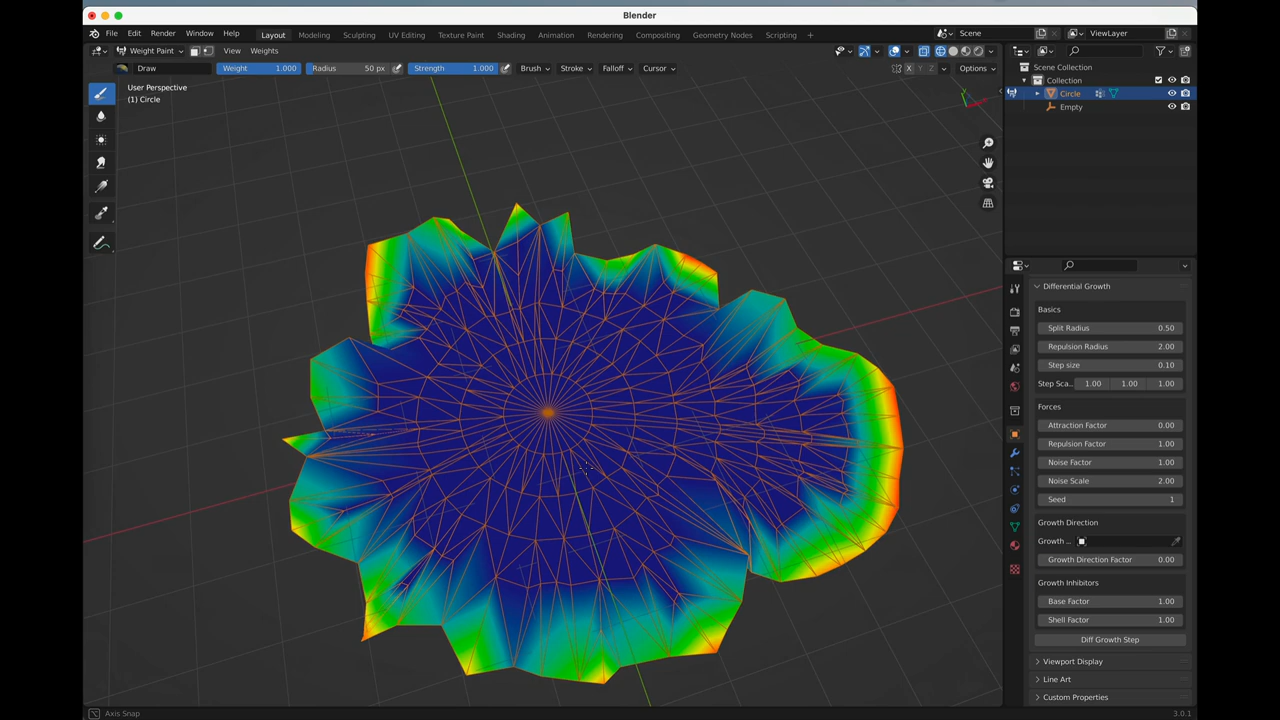 Blender
File Edit Render Window Help Layout Modeling Sculpting UV Editing Texture Paint Shading Animation Rendering Compositing Geometry Nodes Scripting + Scene ViewLayer
Weight Paint View Weights
Draw Weight 1.000 Radius 50 px Strength 1.000 Brush Stroke Falloff Cursor X Y Z Options
User Perspective
(1) Circle
Y
Scene Collection
Collection
Circle
Empty
Differential Growth
Basics
Split Radius 0.50
Repulsion Radius 2.00
Step size 0.10
Step Sca... 1.00 1.00 1.00
Forces
Attraction Factor 0.00
Repulsion Factor 1.00
Noise Factor 1.00
Noise Scale 2.00
Seed 1
Growth Direction
Growth ...
Growth Direction Factor 0.00
Growth Inhibitors
Base Factor 1.00
Shell Factor 1.00
Diff Growth Step
Viewport Display
Line Art
Custom Properties
Axis Snap 3.0.1